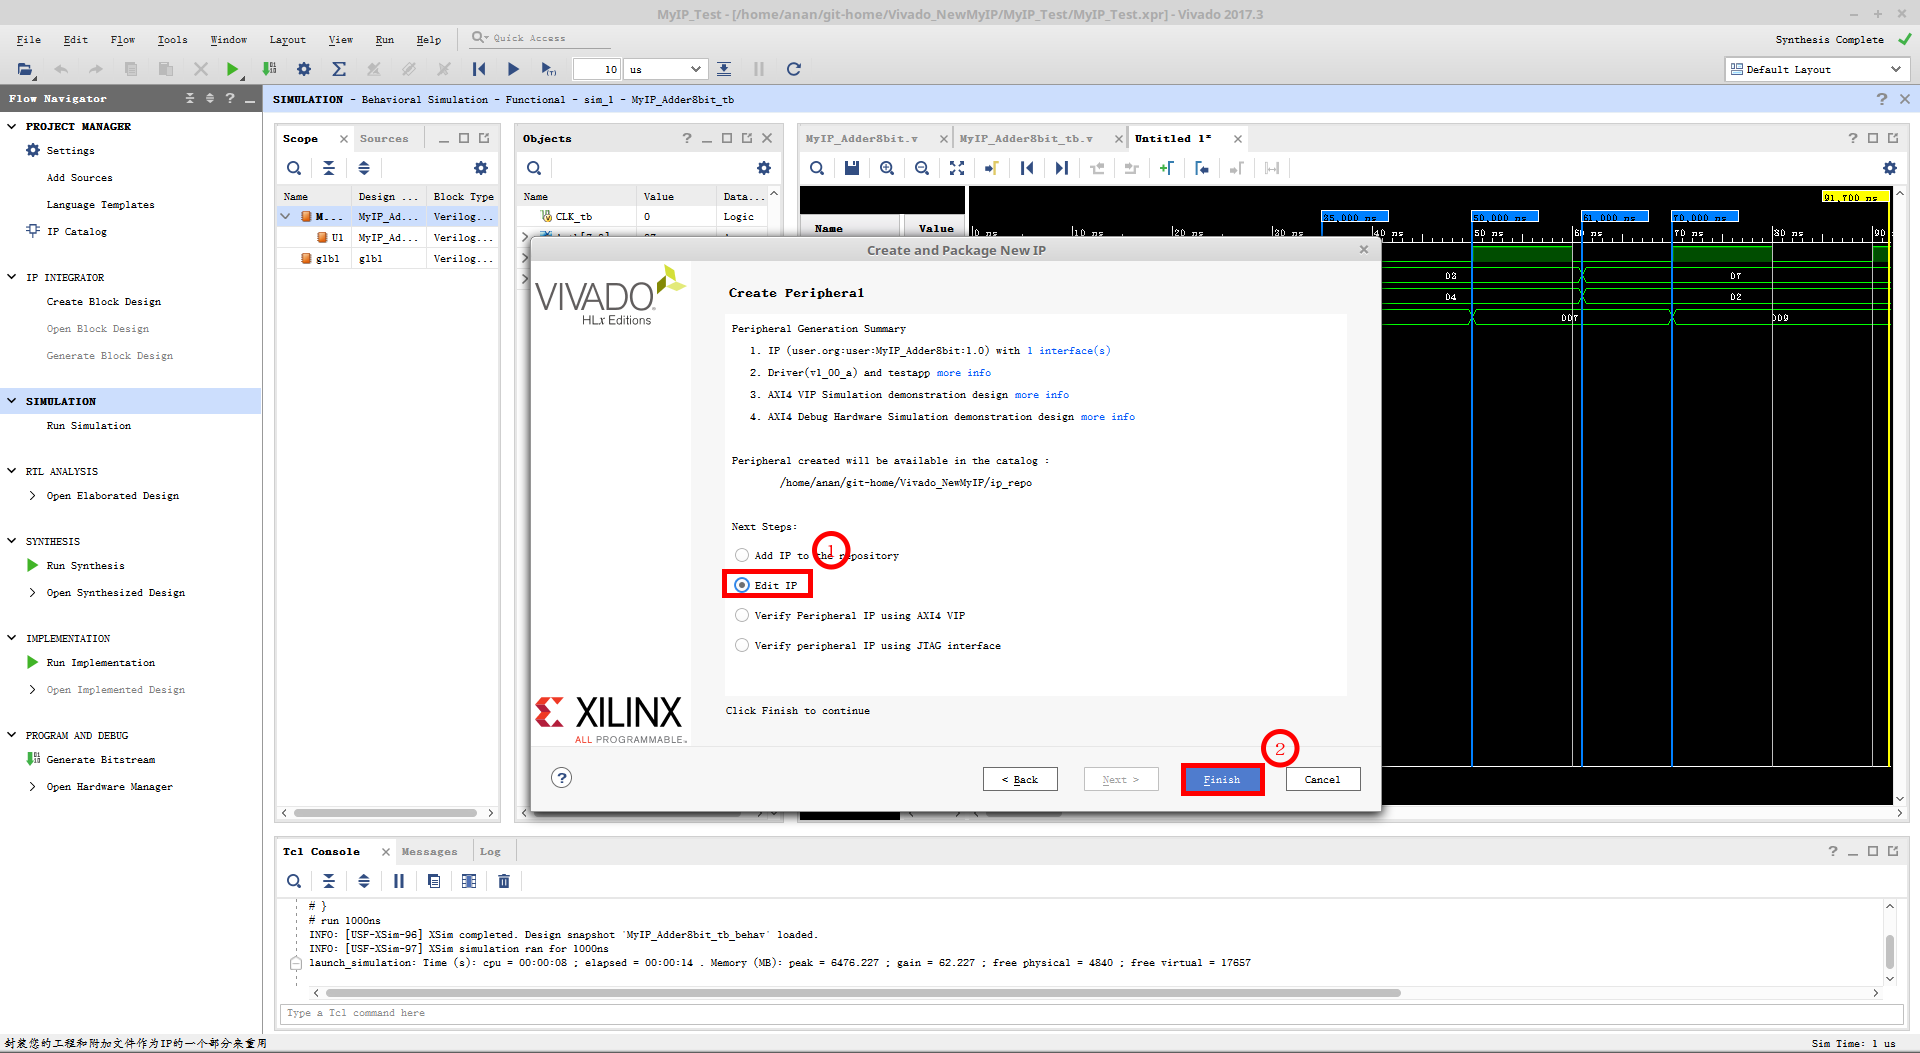 MyIP_Test - [/home/anan/git-home/Vivado_NewMyIP/MyIP_Test/MyIP_Test.xpr] - Vivado 2017.3
File Edit Flow Tools Window Layout View Run Help Quick Access
Synthesis Complete
10 us
Default Layout
Flow Navigator
SIMULATION - Behavioral Simulation - Functional - sim_1 - MyIP_Adder8bit_tb
PROJECT MANAGER
Settings
Add Sources
Language Templates
IP Catalog
IP INTEGRATOR
Create Block Design
Open Block Design
Generate Block Design
SIMULATION
Run Simulation
RTL ANALYSIS
Open Elaborated Design
SYNTHESIS
Run Synthesis
Open Synthesized Design
IMPLEMENTATION
Run Implementation
Open Implemented Design
PROGRAM AND DEBUG
Generate Bitstream
Open Hardware Manager
Scope Sources
Name Design ... Block Type
M... MyIP_Ad... Verilog...
U1 MyIP_Ad... Verilog...
glbl glbl Verilog...
Objects
Name Value Data...
CLK_tb 0 Logic
MyIP_Adder8bit.v MyIP_Adder8bit_tb.v Untitled 1*
Name Value
91,700 ns
35,000 ns 50,000 ns 61,000 ns 70,000 ns
0 ns 10 ns 20 ns 30 ns 40 ns 50 ns 60 ns 70 ns 80 ns 90
03 07
04 02
007 009
Create and Package New IP
VIVADO
HLx Editions
Create Peripheral
Peripheral Generation Summary
1. IP (user.org:user:MyIP_Adder8bit:1.0) with 1 interface(s)
2. Driver(v1_00_a) and testapp more info
3. AXI4 VIP Simulation demonstration design more info
4. AXI4 Debug Hardware Simulation demonstration design more info
Peripheral created will be available in the catalog :
/home/anan/git-home/Vivado_NewMyIP/ip_repo
Next Steps:
Add IP to the repository
1
Edit IP
Verify Peripheral IP using AXI4 VIP
Verify peripheral IP using JTAG interface
XILINX
ALL PROGRAMMABLE.
Click Finish to continue
2
? < Back Next > Finish Cancel
Tcl Console Messages Log
# }
# run 1000ns
INFO: [USF-XSim-96] XSim completed. Design snapshot 'MyIP_Adder8bit_tb_behav' loaded.
INFO: [USF-XSim-97] XSim simulation ran for 1000ns
launch_simulation: Time (s): cpu = 00:00:08 ; elapsed = 00:00:14 . Memory (MB): peak = 6476.227 ; gain = 62.227 ; free physical = 4840 ; free virtual = 17657
Type a Tcl command here
封装您的工程和附加文件作为IP的一个部分来重用
Sim Time: 1 us